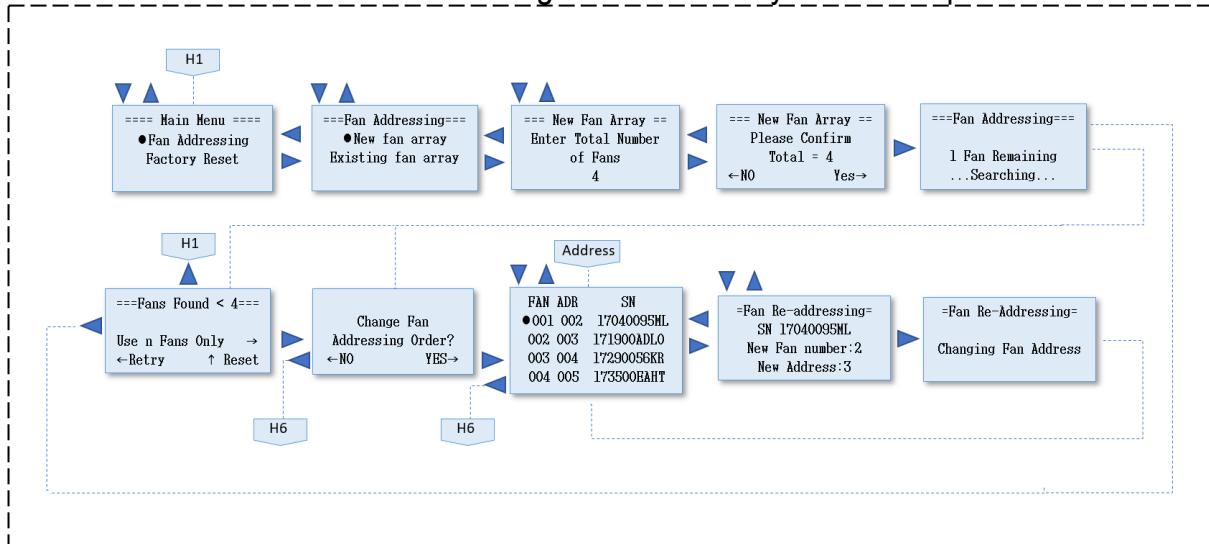 H1
==== Main Menu ====
●Fan Addressing
Factory Reset
===Fan Addressing===
●New fan array
Existing fan array
=== New Fan Array ==
Enter Total Number
of Fans
4
=== New Fan Array ==
Please Confirm
Total = 4
←NO Yes→
===Fan Addressing===
1 Fan Remaining
...Searching...
H1
===Fans Found < 4===
Use n Fans Only →
←Retry ↑ Reset
Change Fan
Addressing Order?
←NO YES→
H6
Address
FAN ADR SN
●001 002 17040095ML
002 003 171900ADLO
003 004 17290056KR
004 005 173500EAHT
H6
=Fan Re-addressing=
SN 17040095ML
New Fan number:2
New Address:3
=Fan Re-Addressing=
Changing Fan Address